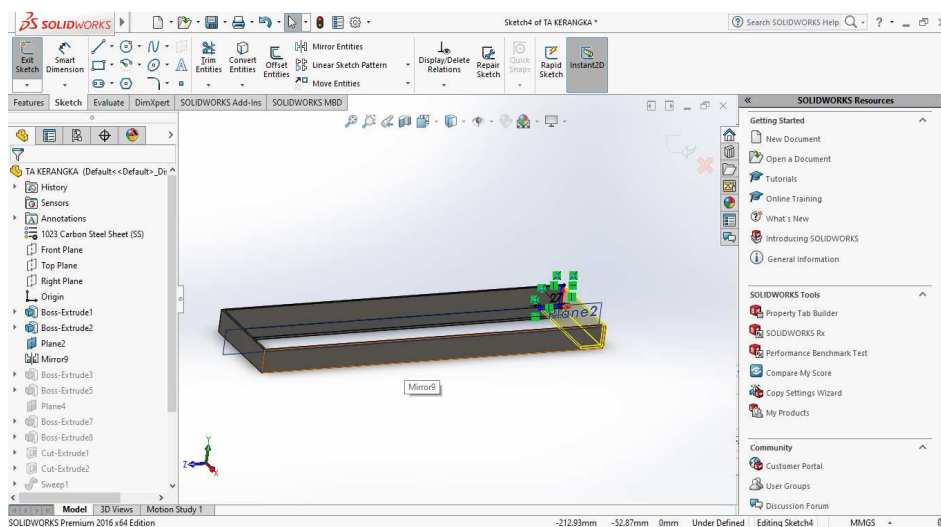 SOLIDWORKS
Sketch4 of TA KERANGKA *
Search SOLIDWORKS Help
Exit Sketch
Smart Dimension
Trim Entities
Convert Entities
Offset Entities
Mirror Entities
Linear Sketch Pattern
Move Entities
Display/Delete Relations
Repair Sketch
Quick Snaps
Rapid Sketch
Instant2D
Features Sketch Evaluate DimXpert SOLIDWORKS Add-Ins SOLIDWORKS MBD
TA KERANGKA (Default<<Default>_Di
History
Sensors
Annotations
1023 Carbon Steel Sheet (SS)
Front Plane
Top Plane
Right Plane
Origin
Boss-Extrude1
Boss-Extrude2
Plane2
Mirror9
Boss-Extrude3
Boss-Extrude5
Plane4
Boss-Extrude7
Boss-Extrude8
Cut-Extrude1
Cut-Extrude2
Sweep1
27
Plane2
Mirror9
Y
Z
X
SOLIDWORKS Resources
Getting Started
New Document
Open a Document
Tutorials
Online Training
What's New
Introducing SOLIDWORKS
General Information
SOLIDWORKS Tools
Property Tab Builder
SOLIDWORKS Rx
Performance Benchmark Test
Compare My Score
Copy Settings Wizard
My Products
Community
Customer Portal
User Groups
Discussion Forum
Model 3D Views Motion Study 1
SOLIDWORKS Premium 2016 x64 Edition
-212.93mm -52.87mm 0mm Under Defined Editing Sketch4 MMGS